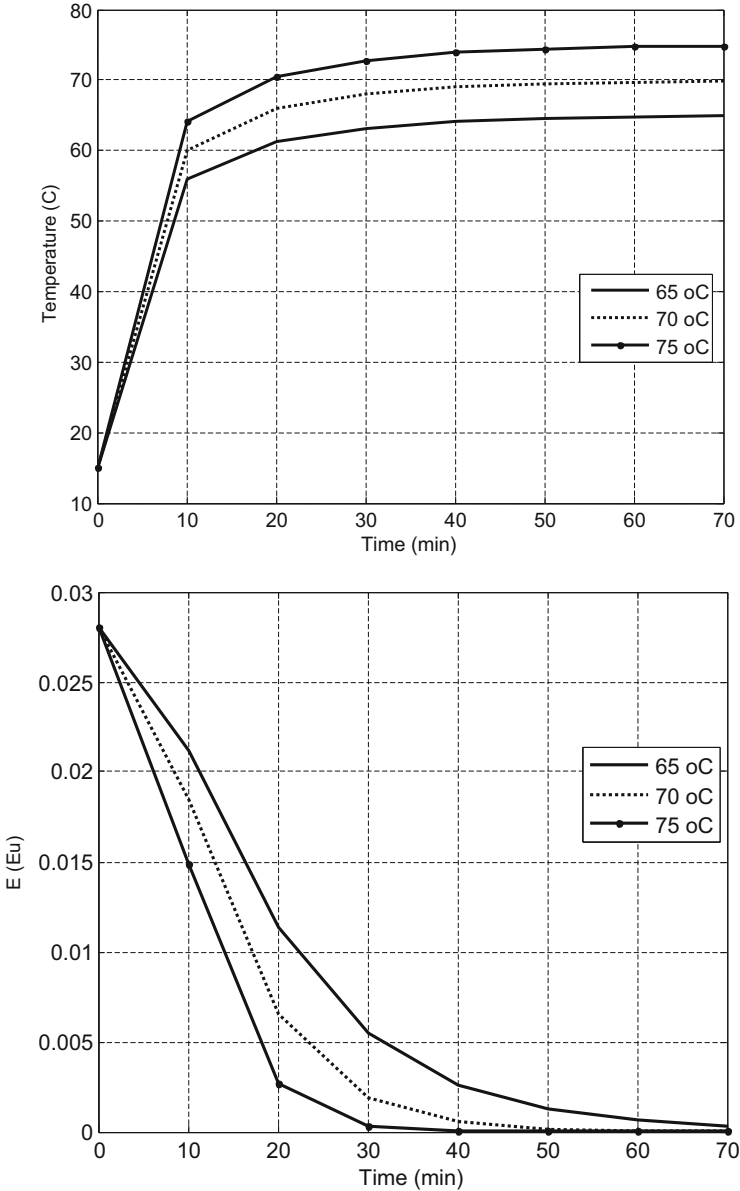 80
70
60
50
40
30
20
10
Temperature (C)
65 oC
70 oC
75 oC
0 10 20 30 40 50 60 70
Time (min)
0.03
0.025
0.02
0.015
0.01
0.005
0
E (Eu)
65 oC
70 oC
75 oC
0 10 20 30 40 50 60 70
Time (min)